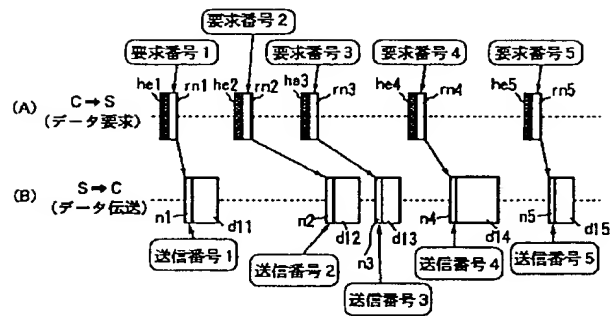 要求番号1
要求番号2
要求番号3
要求番号4
要求番号5
he1
rn1
he2
rn2
he3
rn3
he4
rn4
he5
rn5
(A)
C→S
(データ要求)
(B)
S→C
(データ伝送)
n1
d11
n2
d12
n3
d13
n4
d14
n5
d15
送信番号1
送信番号2
送信番号3
送信番号4
送信番号5